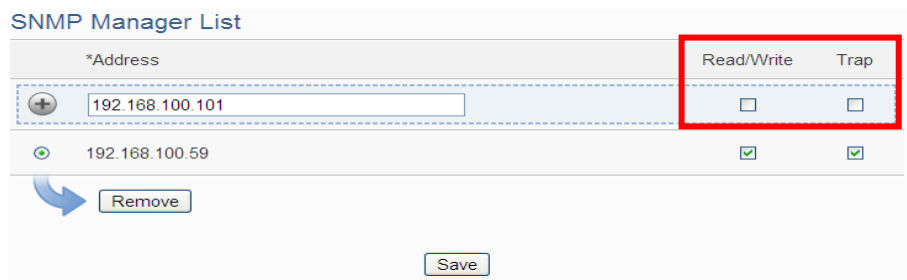 SNMP Manager List
*Address Read/Write Trap
192.168.100.101
192.168.100.59
Remove
Save